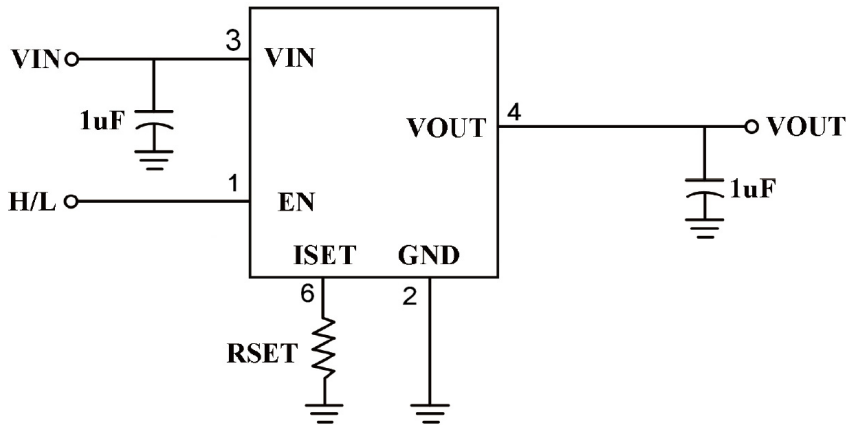 3
VIN VIN
1uF
4
VOUT VOUT
1
1uF
H/L EN
ISET GND
6 2
RSET